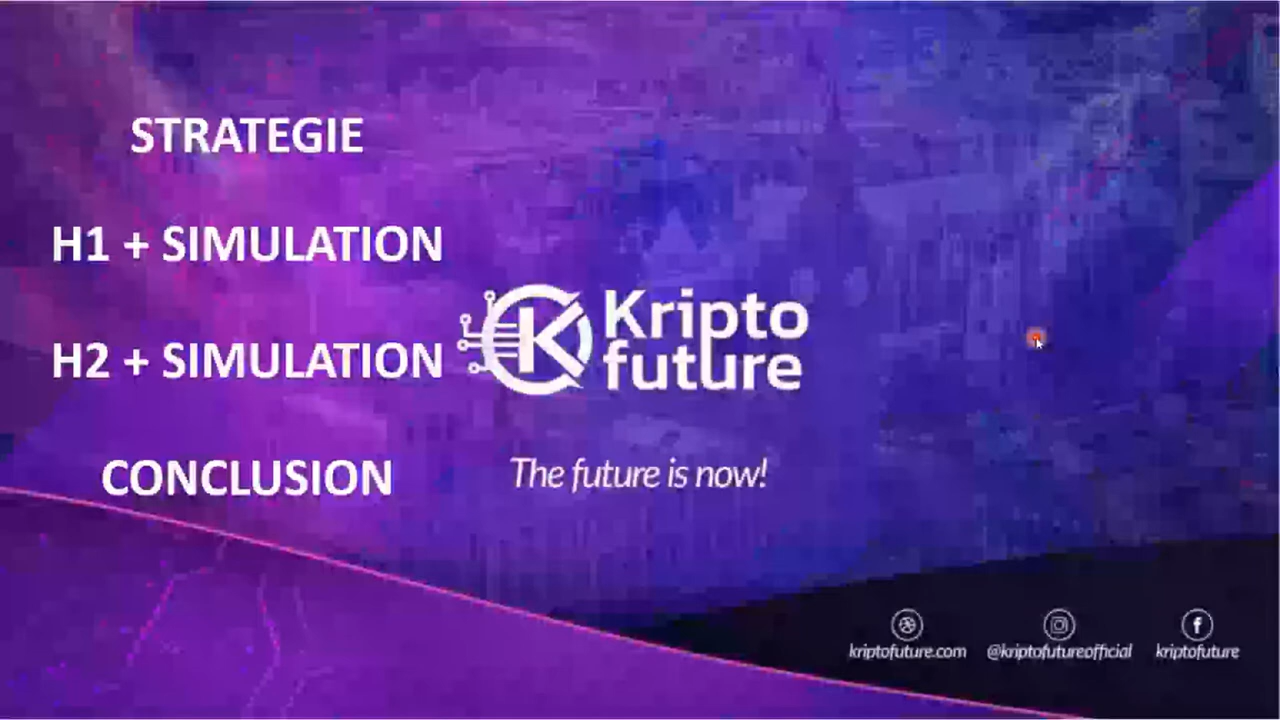 STRATEGIE
H1 + SIMULATION
H2 + SIMULATION
CONCLUSION
Kripto
future
The future is now!
kriptofuture.com
@kriptofutureofficial
kriptofuture